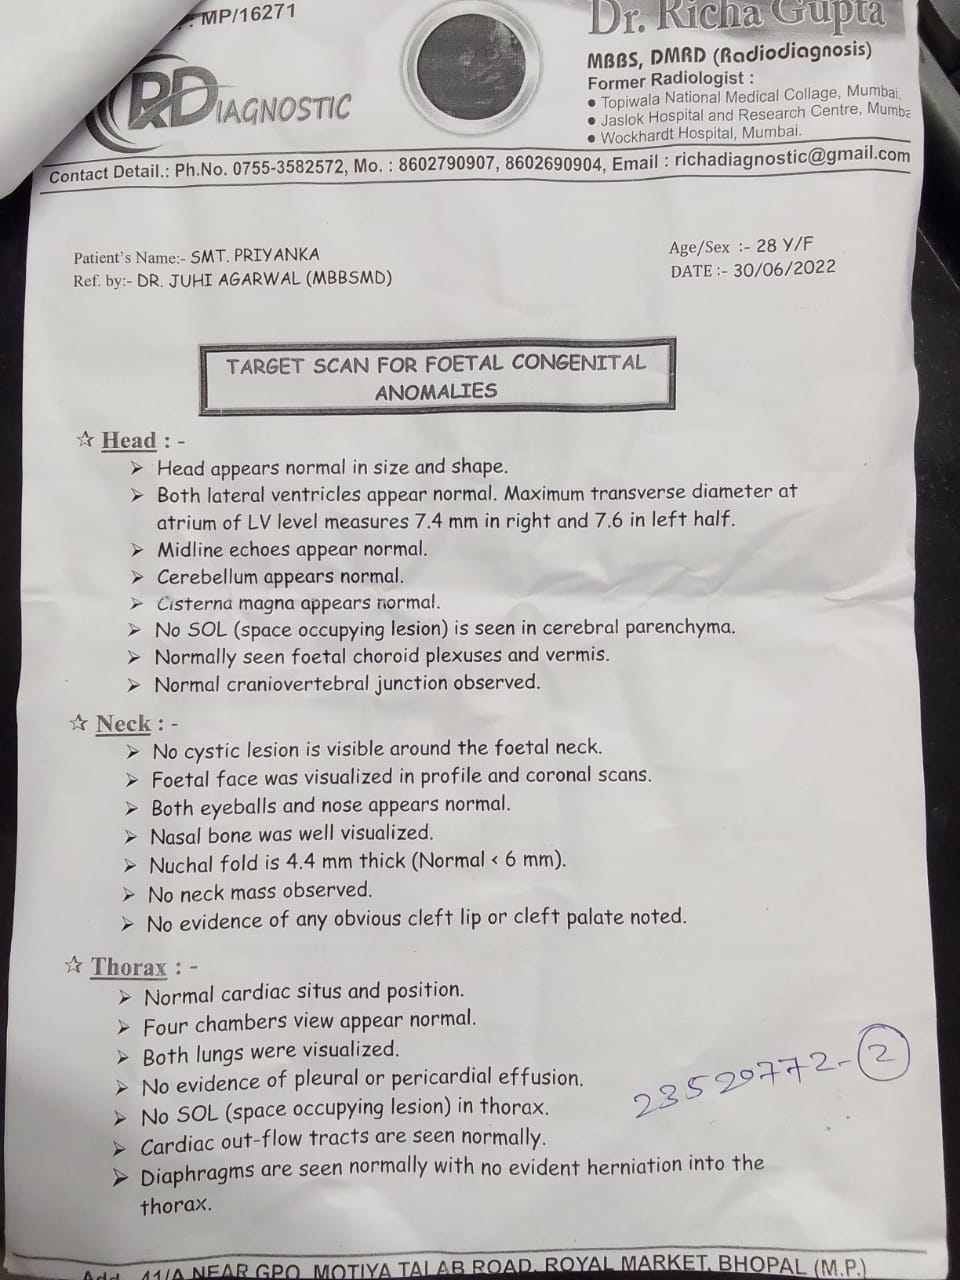 : MP/16271
Dr. Richa Gupta
MBBS, DMRD (Radiodiagnosis)
Former Radiologist :
● Topiwala National Medical Collage, Mumbai,
● Jaslok Hospital and Research Centre, Mumba
● Wockhardt Hospital, Mumbai.
RDIAGNOSTIC
Contact Detail.: Ph.No. 0755-3582572, Mo. : 8602790907, 8602690904, Email : richadiagnostic@gmail.com
Patient's Name:- SMT. PRIYANKA
Age/Sex :- 28 Y/F
Ref. by:- DR. JUHI AGARWAL (MBBSMD)
DATE :- 30/06/2022
TARGET SCAN FOR FOETAL CONGENITAL
ANOMALIES
☆ Head : -
➢ Head appears normal in size and shape.
➢ Both lateral ventricles appear normal. Maximum transverse diameter at
atrium of LV level measures 7.4 mm in right and 7.6 in left half.
➢ Midline echoes appear normal.
➢ Cerebellum appears normal.
➢ Cisterna magna appears normal.
➢ No SOL (space occupying lesion) is seen in cerebral parenchyma.
➢ Normally seen foetal choroid plexuses and vermis.
➢ Normal craniovertebral junction observed.
☆ Neck : -
➢ No cystic lesion is visible around the foetal neck.
➢ Foetal face was visualized in profile and coronal scans.
➢ Both eyeballs and nose appears normal.
➢ Nasal bone was well visualized.
➢ Nuchal fold is 4.4 mm thick (Normal < 6 mm).
➢ No neck mass observed.
➢ No evidence of any obvious cleft lip or cleft palate noted.
☆ Thorax : -
➢ Normal cardiac situs and position.
➢ Four chambers view appear normal.
➢ Both lungs were visualized.
➢ No evidence of pleural or pericardial effusion.
➢ No SOL (space occupying lesion) in thorax.
➢ Cardiac out-flow tracts are seen normally.
➢ Diaphragms are seen normally with no evident herniation into the
thorax.
23529772-2
Add. 41/A NEAR GPO, MOTIYA TALAB ROAD, ROYAL MARKET, BHOPAL (M.P.)